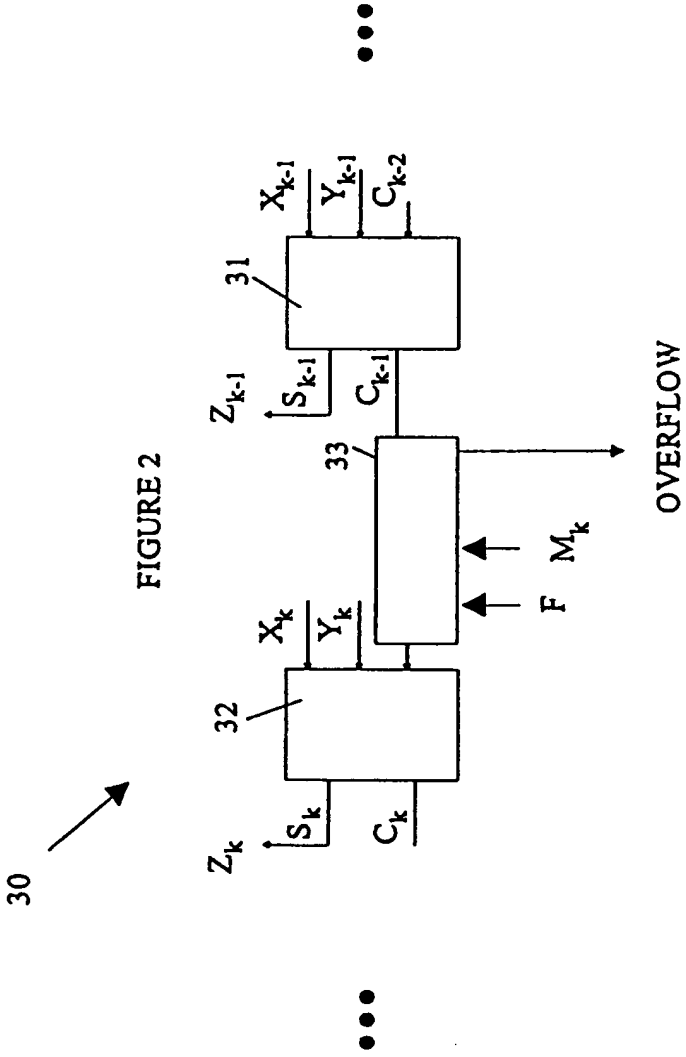 30
FIGURE 2
Z_k
S_k
C_k
32
X_k
Y_k
33
F
M_k
OVERFLOW
Z_{k-1}
S_{k-1}
C_{k-1}
31
X_{k-1}
Y_{k-1}
C_{k-2}